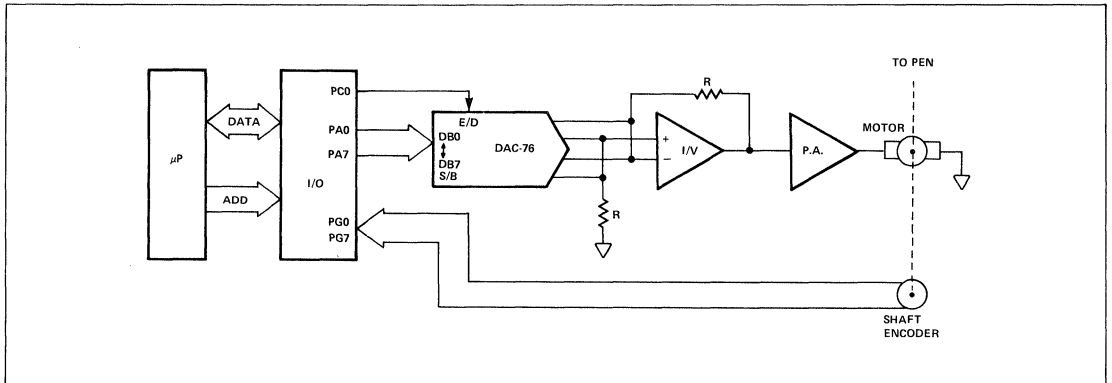 TO PEN
PC0
R
E/D
MOTOR
DATA
PA0
DB0
+
DAC-76
I/V
P.A.
μP
PA7
DB7
−
I/O
S/B
ADD
R
PG0
PG7
SHAFT
ENCODER